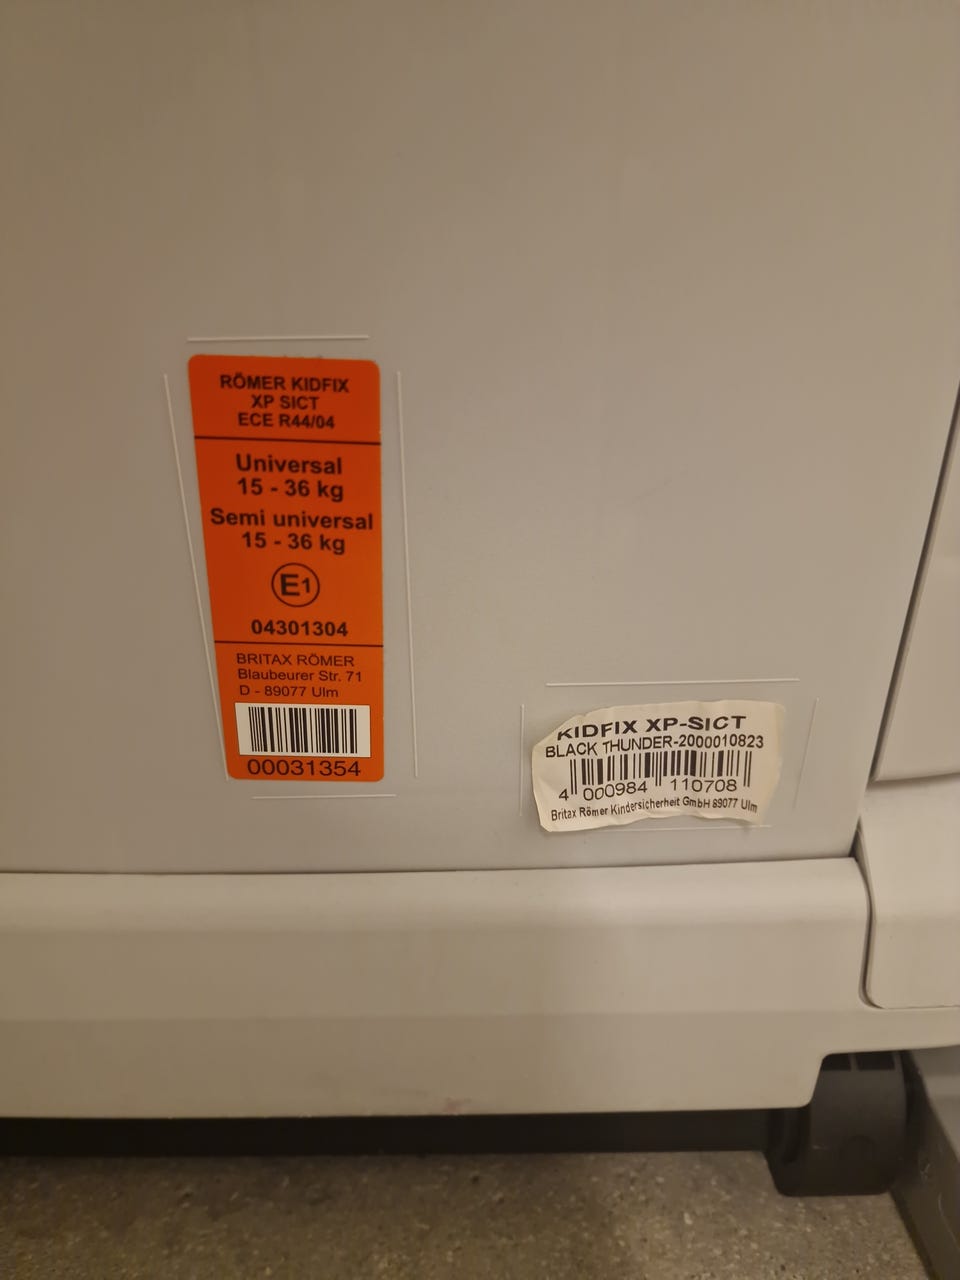 RÖMER KIDFIX
XP SICT
ECE R44/04
Universal
15 - 36 kg
Semi universal
15 - 36 kg
E1
04301304
BRITAX RÖMER
Blaubeurer Str. 71
D - 89077 Ulm
00031354
KIDFIX XP-SICT
BLACK THUNDER-2000010823
4 000984 110708
Britax Römer Kindersicherheit GmbH 89077 Ulm